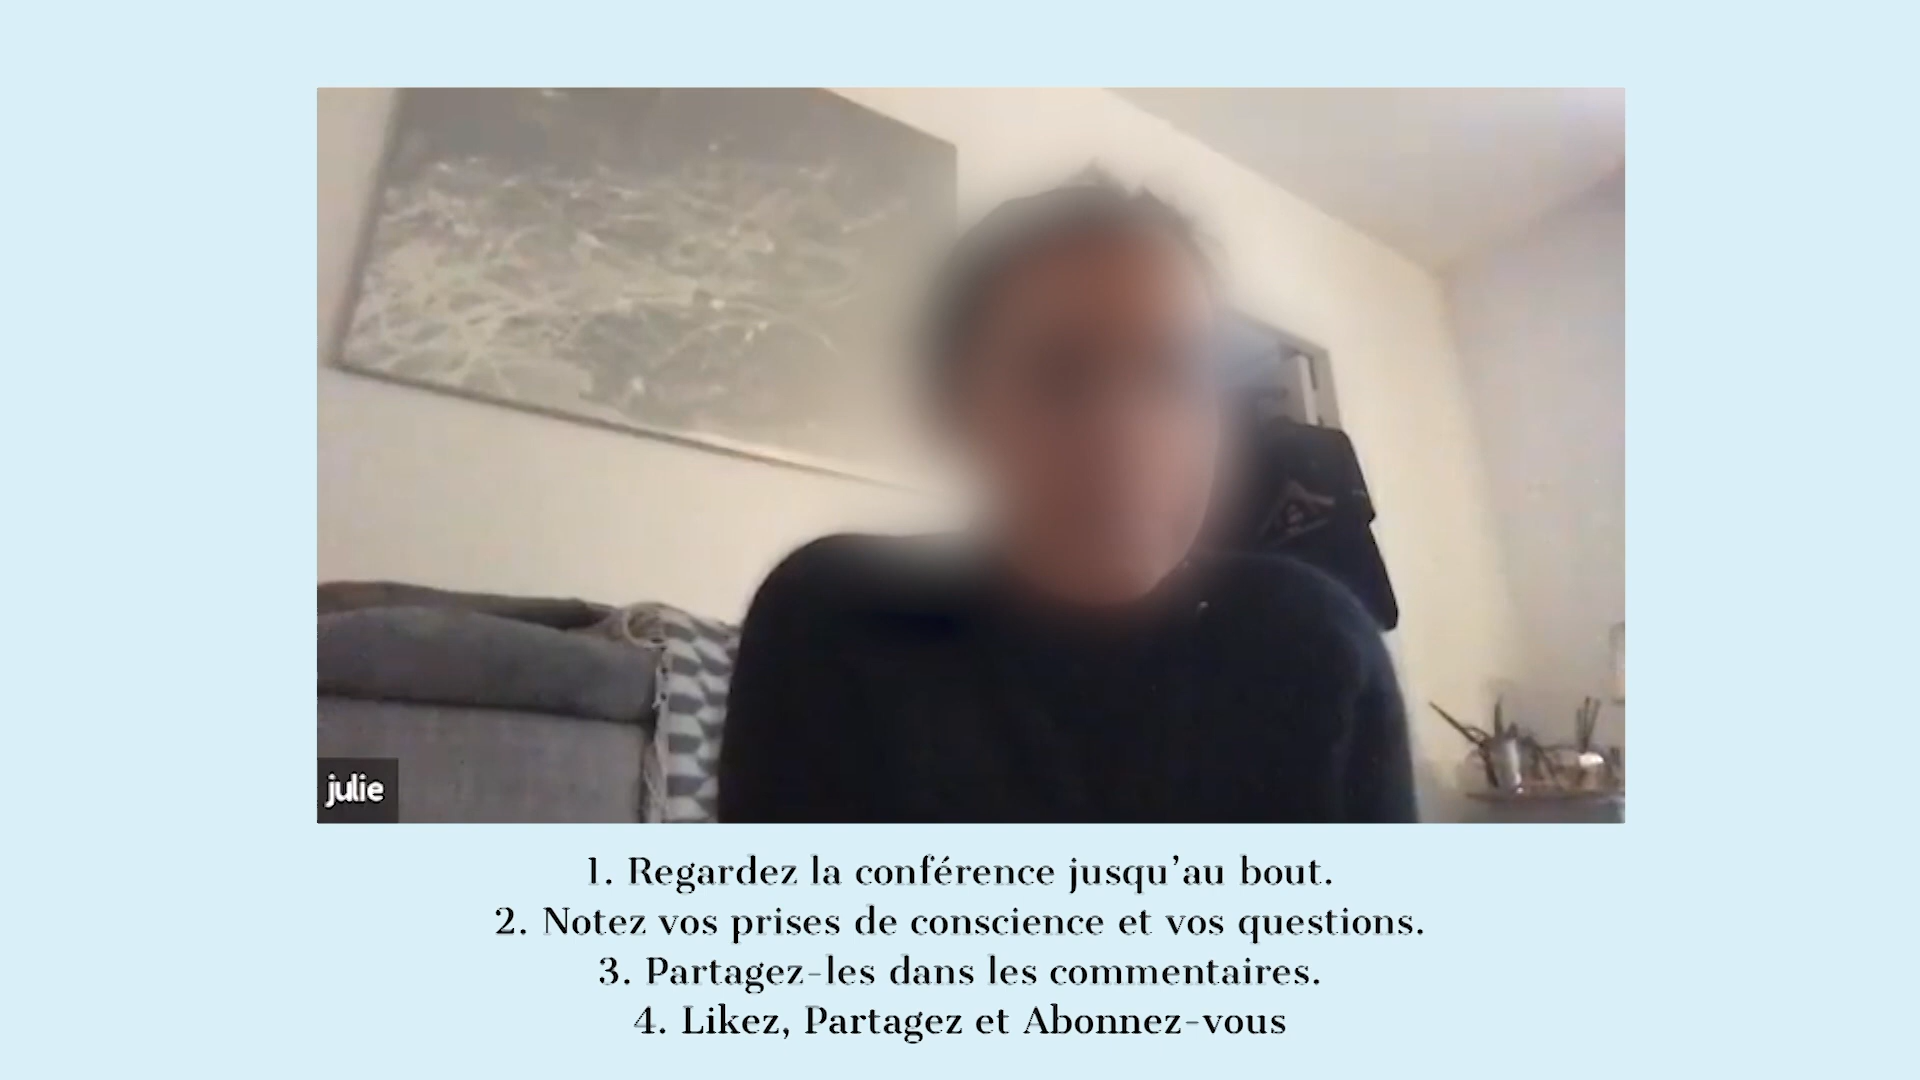 julie
1. Regardez la conférence jusqu'au bout.
2. Notez vos prises de conscience et vos questions.
3. Partagez-les dans les commentaires.
4. Likez, Partagez et Abonnez-vous